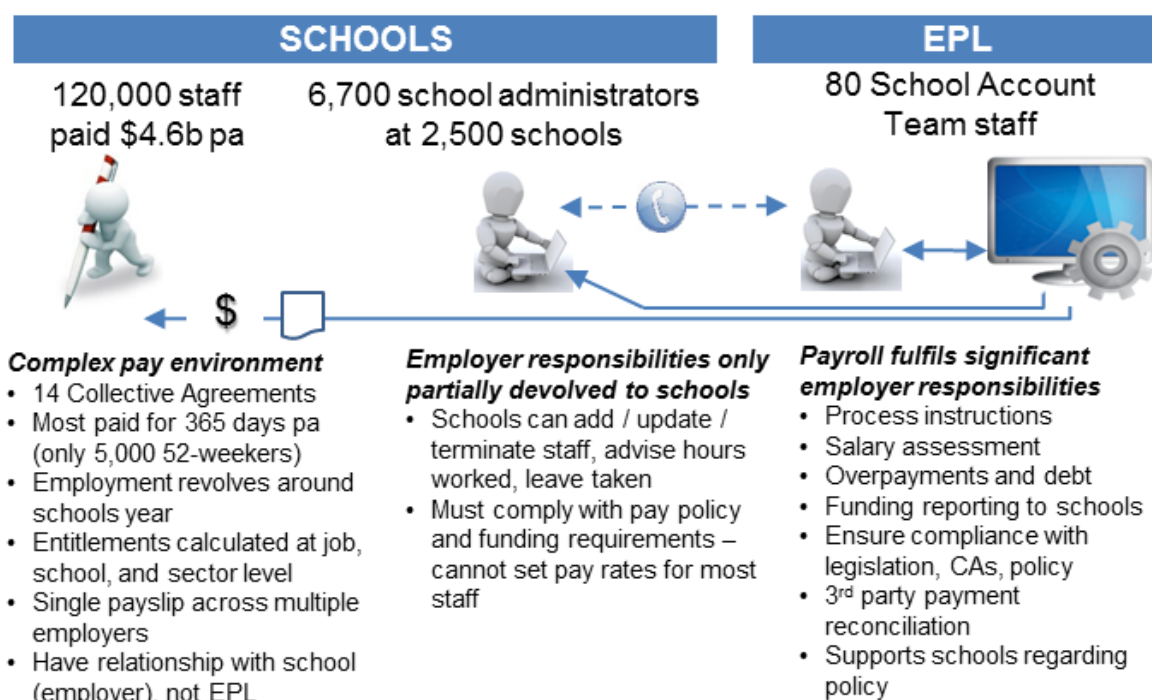 SCHOOLS
EPL
120,000 staff
paid $4.6b pa
6,700 school administrators
at 2,500 schools
80 School Account
Team staff
$
Complex pay environment
• 14 Collective Agreements
• Most paid for 365 days pa
(only 5,000 52-weekers)
• Employment revolves around
schools year
• Entitlements calculated at job,
school, and sector level
• Single payslip across multiple
employers
• Have relationship with school
(employer), not EPL
Employer responsibilities only
partially devolved to schools
• Schools can add / update /
terminate staff, advise hours
worked, leave taken
• Must comply with pay policy
and funding requirements –
cannot set pay rates for most
staff
Payroll fulfils significant
employer responsibilities
• Process instructions
• Salary assessment
• Overpayments and debt
• Funding reporting to schools
• Ensure compliance with
legislation, CAs, policy
• 3rd party payment
reconciliation
• Supports schools regarding
policy